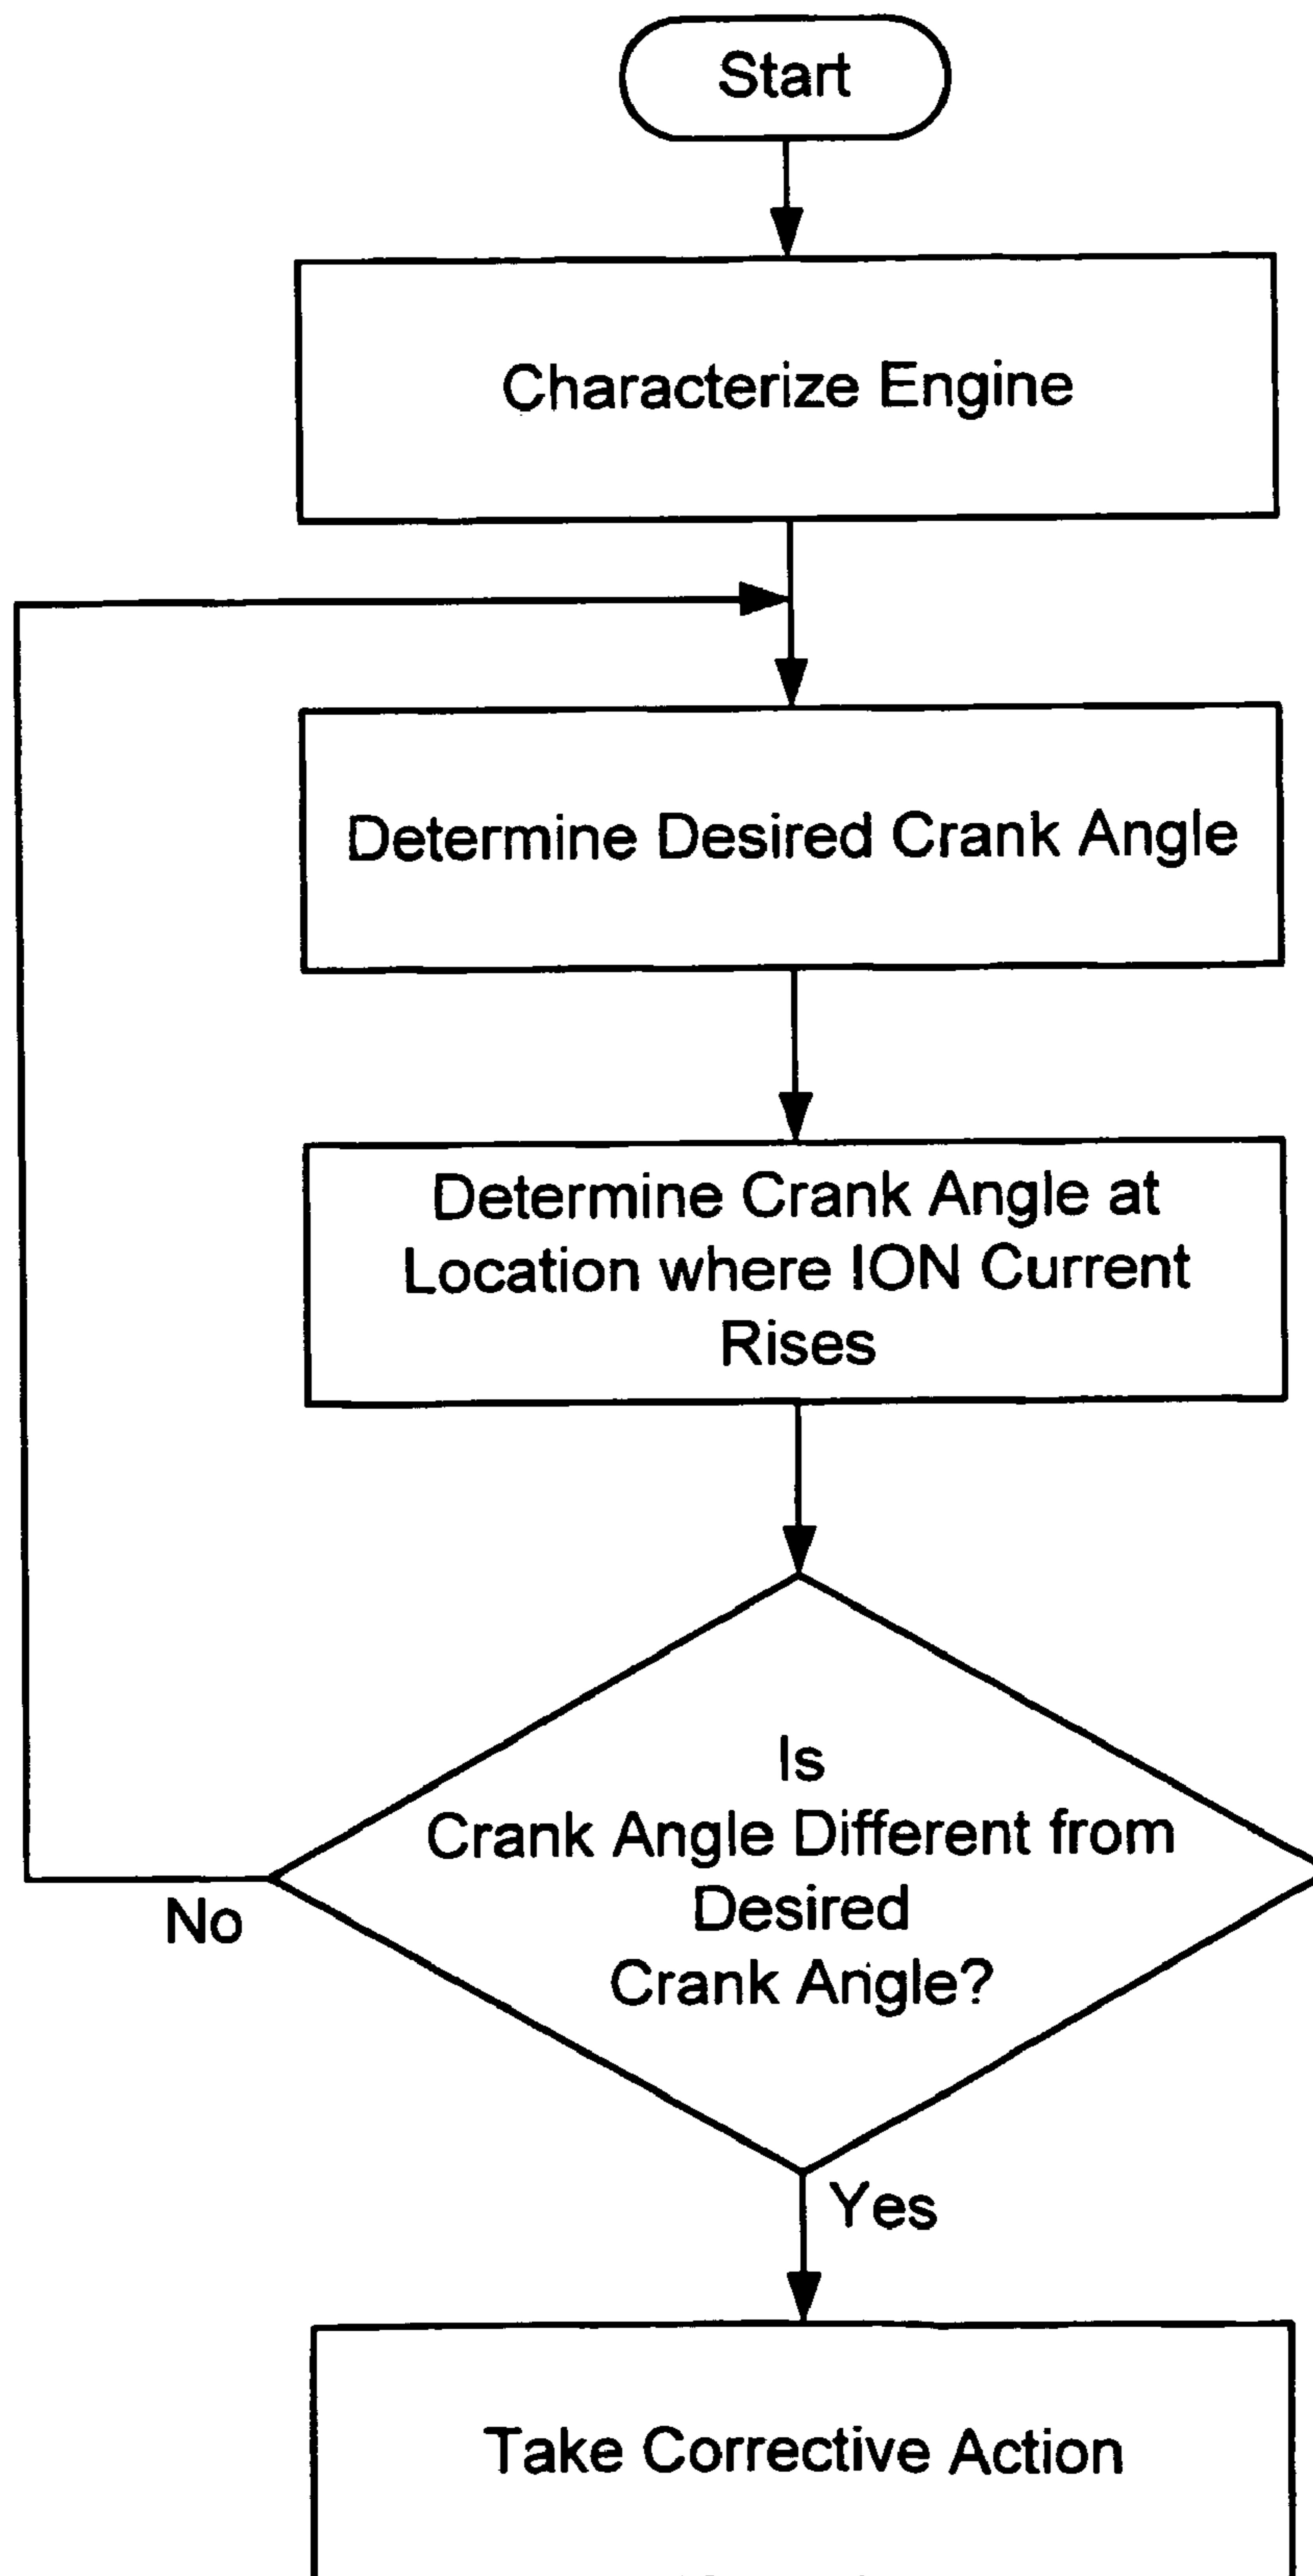 Start
Characterize Engine
Determine Desired Crank Angle
Determine Crank Angle at
Location where ION Current
Rises
Is
Crank Angle Different from
Desired
Crank Angle?
No
Yes
Take Corrective Action